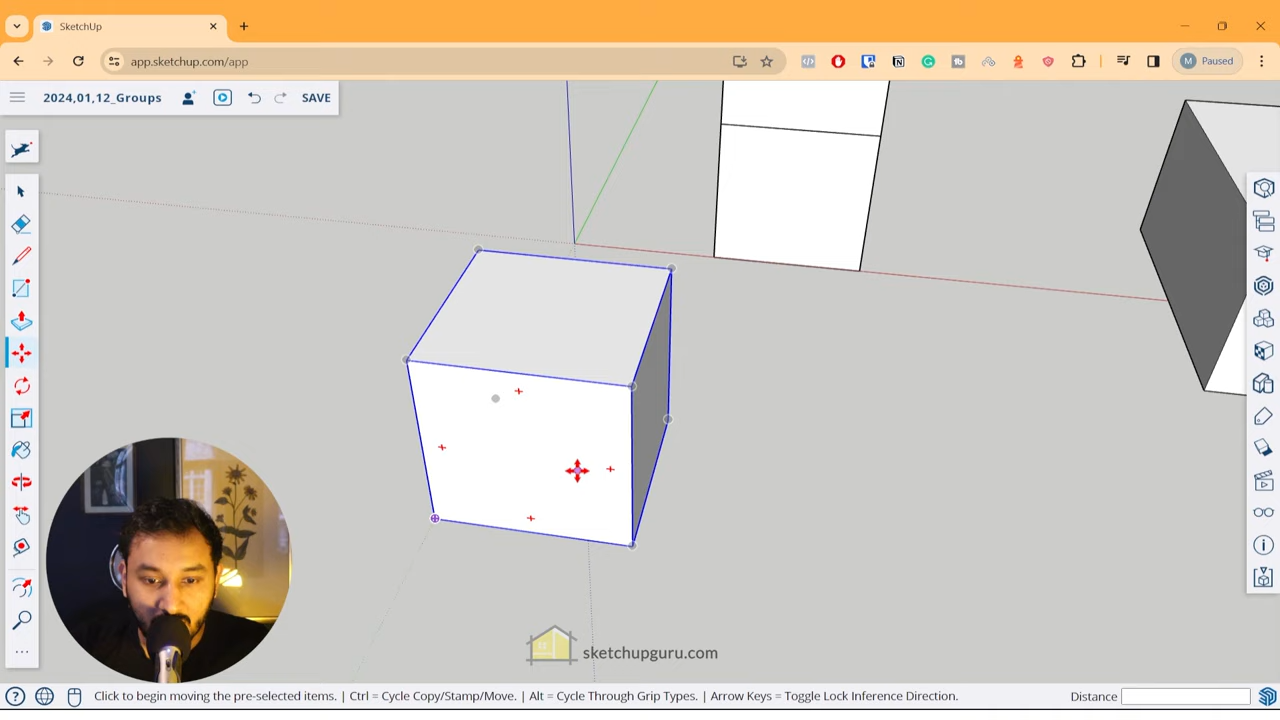 SketchUp
app.sketchup.com/app
M Paused
2024,01,12_Groups
SAVE
skethupguru.com
Click to begin moving the pre-selected items. | Ctrl = Cycle Copy/Stamp/Move. | Alt = Cycle Through Grip Types. | Arrow Keys = Toggle Lock Inference Direction.
Distance